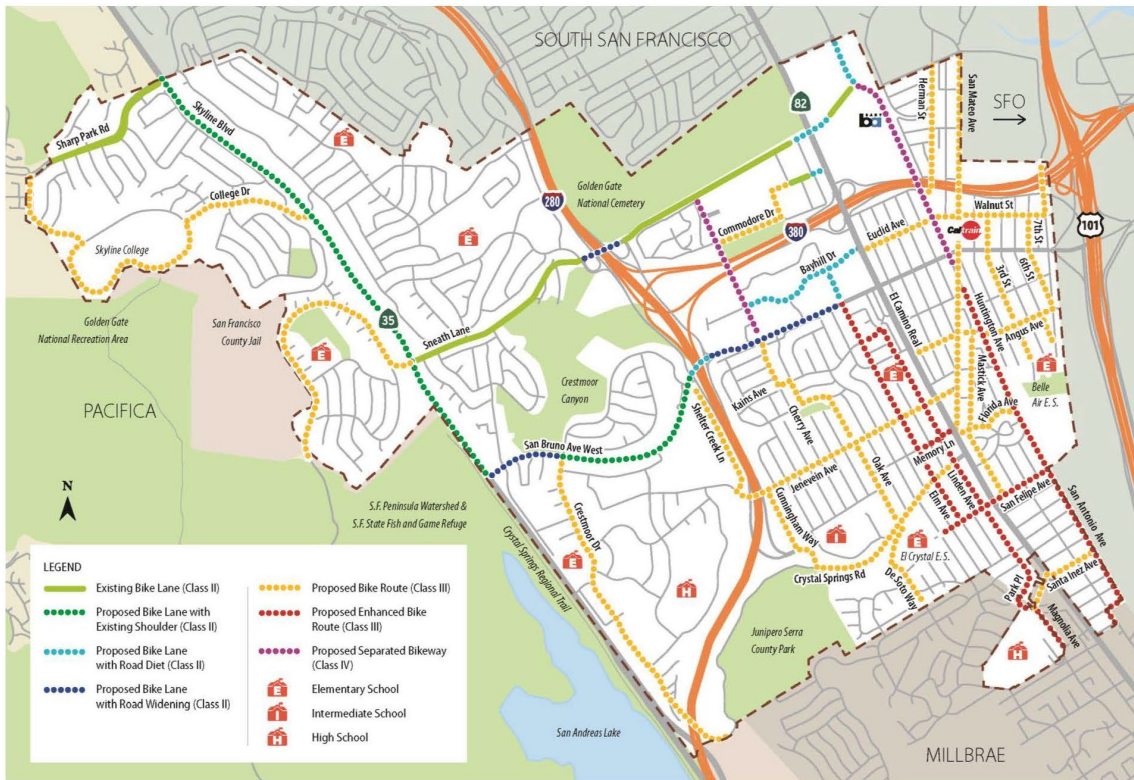 SOUTH SAN FRANCISCO
SFO
Sharp Park Rd
Skyline Blvd
E
82
ba
Herman St
San Mateo Ave
College Dr
Skyline College
280
Golden Gate
National Cemetery
E
Commodore Dr
380
Walnut St
Caltrain
7th St
E
101
Euclid Ave
Bayhill Dr
3rd St
6th St
Golden Gate
National Recreation Area
San Francisco
County Jail
35
Sneath Lane
El Camino Real
Huntington Ave
Angus Ave
E
PACIFICA
Crestmoor
Canyon
Mastick Ave
E
E
Belle
Air E.S.
Kains Ave
Shelter Creek Ln
Cherry Ave
Florida Ave
San Bruno Ave West
Memory Ln
N
Jenevein Ave
Oak Ave
Linden Ave
San Felipe Ave
S.F. Peninsula Watershed &
S.F. State Fish and Game Refuge
Crestmoor Dr
Cunningham Way
Elm Ave
San Antonio Ave
I
E
El Crystal E.S.
Crystal Springs Regional Trail
E
Crystal Springs Rd
De Soto Way
Park Pl
Santa Inez Ave
H
Magnolia Ave
Junipero Serra
County Park
H
San Andreas Lake
MILLBRAE
LEGEND
Existing Bike Lane (Class II)
Proposed Bike Lane with
Existing Shoulder (Class II)
Proposed Bike Lane
with Road Diet (Class II)
Proposed Bike Lane
with Road Widening (Class II)
Proposed Bike Route (Class III)
Proposed Enhanced Bike
Route (Class III)
Proposed Separated Bikeway
(Class IV)
E
Elementary School
I
Intermediate School
H
High School